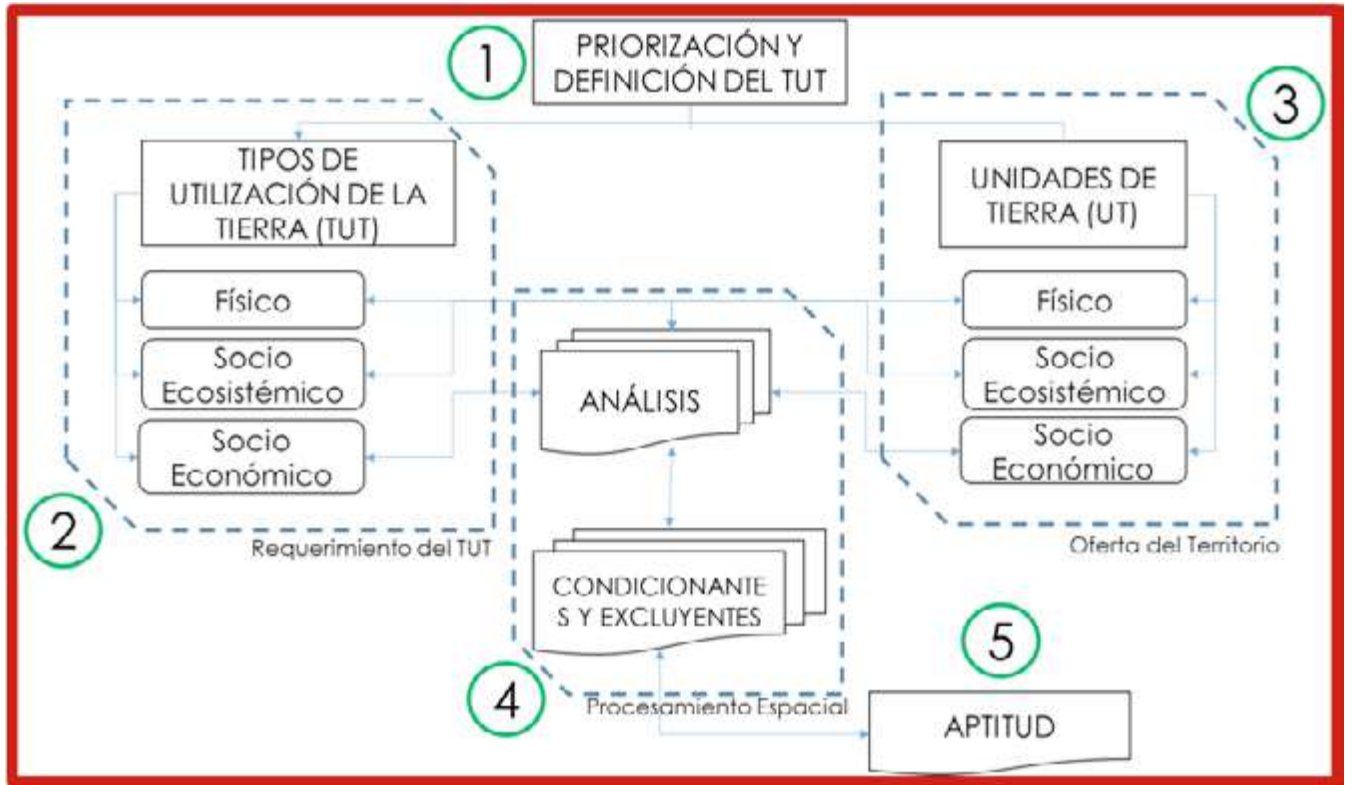 1
PRIORIZACIÓN Y
DEFINICIÓN DEL TUT
3
TIPOS DE
UTILIZACIÓN DE LA
TIERRA (TUT)
Físico
Socio
Ecosistémico
Socio
Económico
2
Requerimiento del TUT
UNIDADES DE
TIERRA (UT)
Físico
Socio
Ecosistémico
Socio
Económico
Oferta del Territorio
ANÁLISIS
CONDICIONANTE
S Y EXCLUYENTES
4
Procesamiento Espacial
5
APTITUD